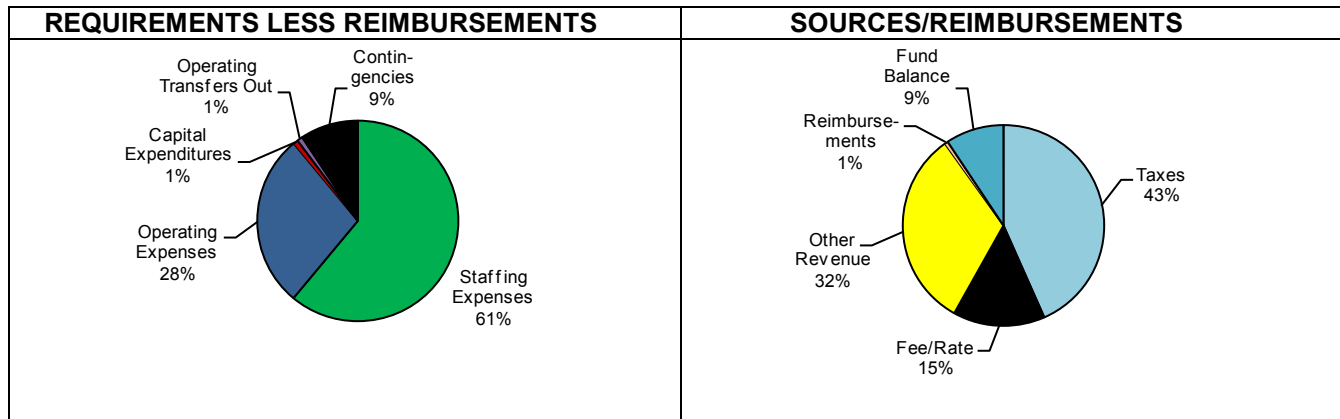 REQUIREMENTS LESS REIMBURSEMENTS
Operating
Transfers Out
1%
Contin-
gencies
9%
Capital
Expenditures
1%
Operating
Expenses
28%
Staffing
Expenses
61%
SOURCES/REIMBURSEMENTS
Fund
Balance
9%
Reimburse-
ments
1%
Taxes
43%
Other
Revenue
32%
Fee/Rate
15%